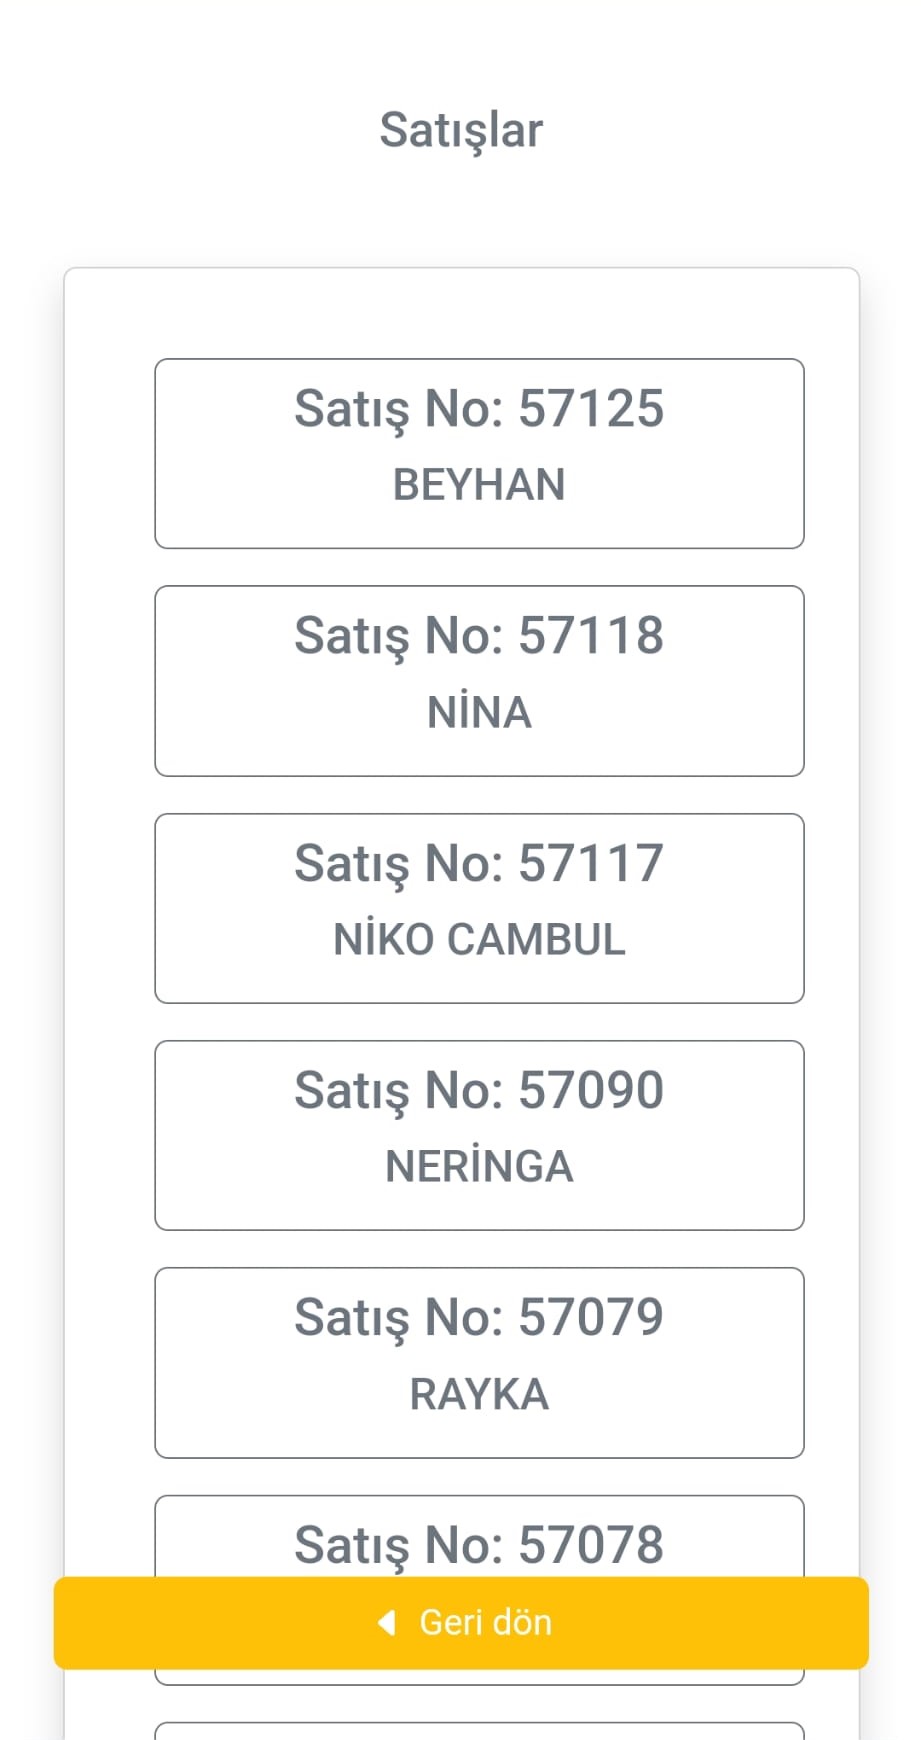 Satışlar
Satış No: 57125
BEYHAN
Satış No: 57118
NİNA
Satış No: 57117
NİKO CAMBUL
Satış No: 57090
NERİNGA
Satış No: 57079
RAYKA
Satış No: 57078
Geri dön